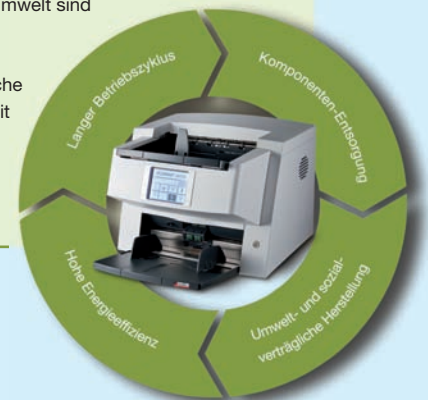 mwelt sind
che
it
Langer Betriebszyklus
Komponenten-Entsorgung
Hohe Energieeffizienz
Umwelt- und sozial-
verträgliche Herstellung